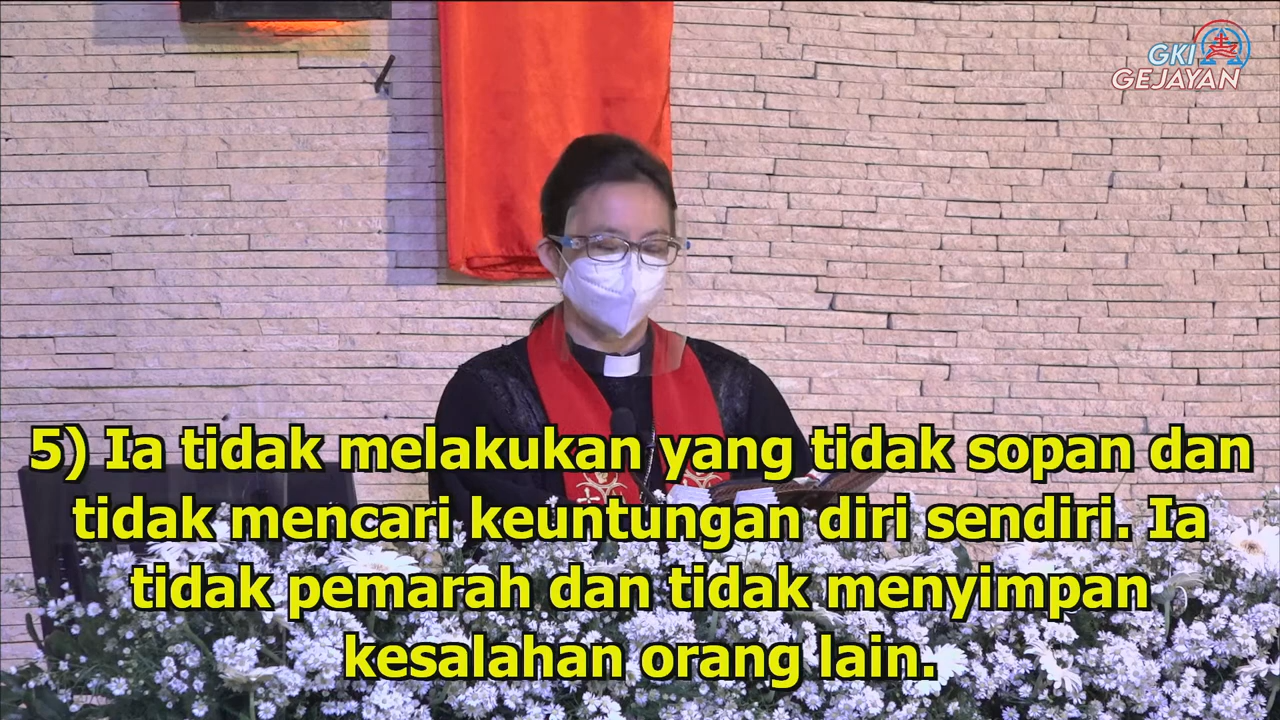 GKI
GEJAYAN
5) Ia tidak melakukan yang tidak sopan dan
tidak mencari keuntungan diri sendiri. Ia
tidak pemarah dan tidak menyimpan
kesalahan orang lain.